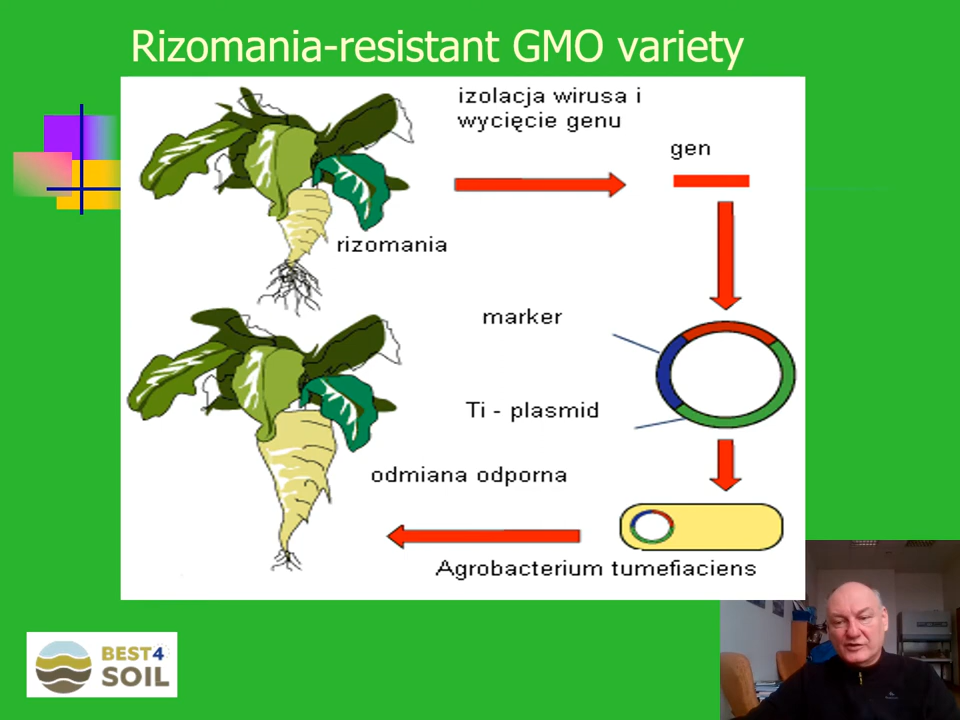 Rizomania-resistant GMO variety
izolacja wirusa i
wycięcie genu
gen
rizomania
marker
Ti - plasmid
odmiana odporna
Agrobacterium tumefiaciens
BEST4
SOIL